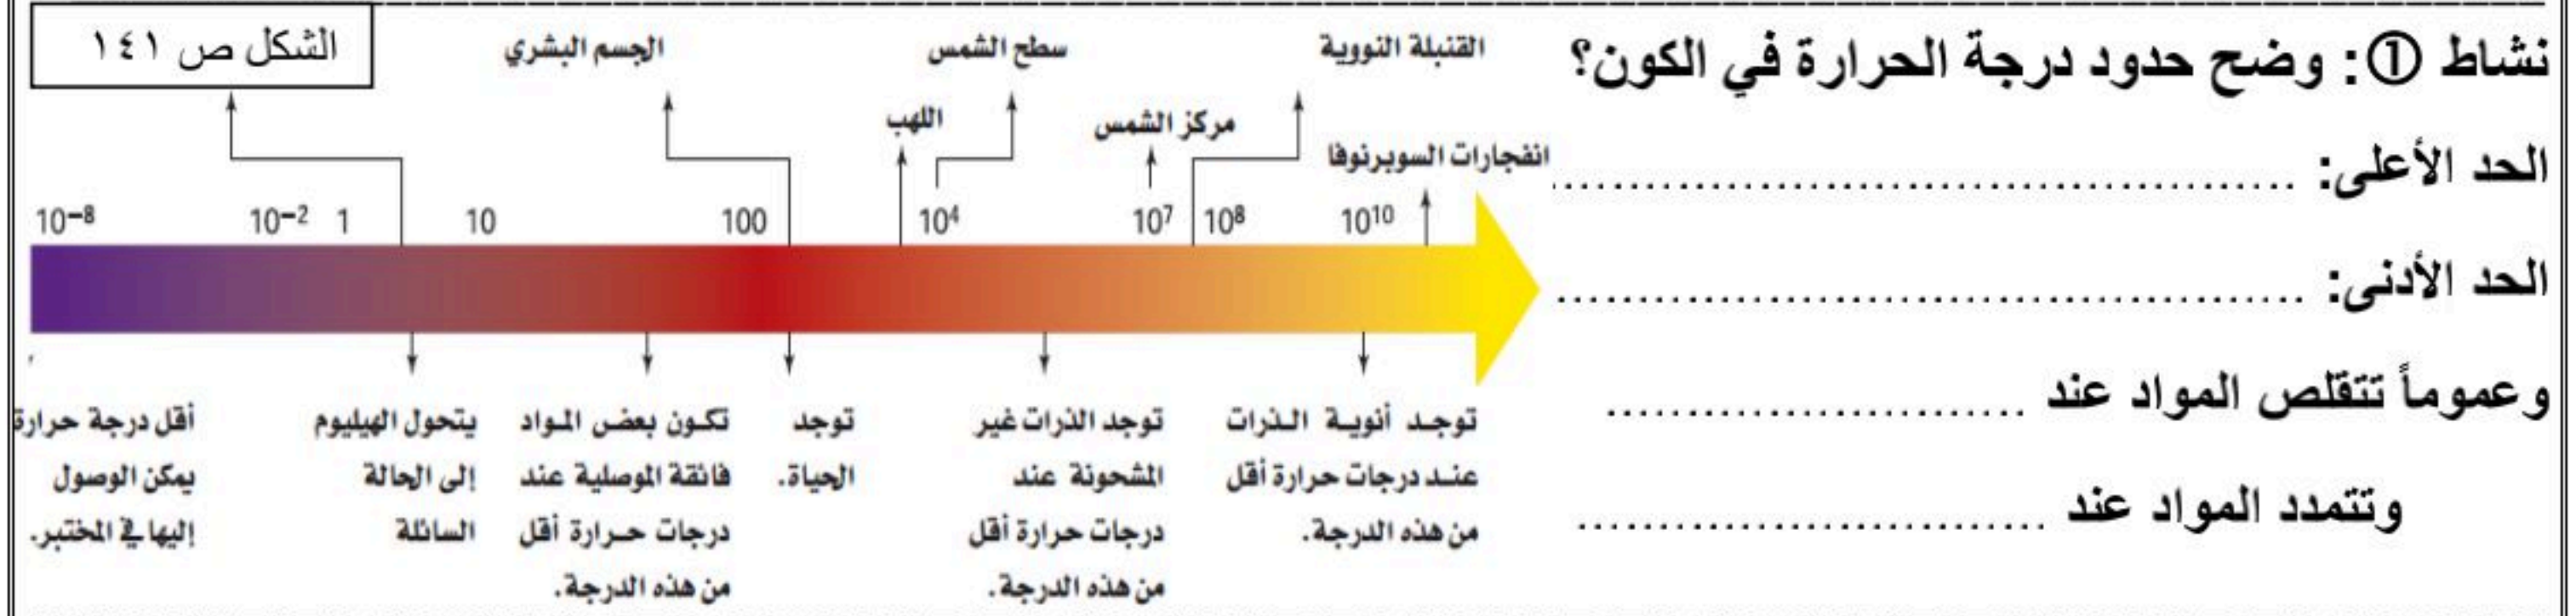 نشاط ①: وضح حدود درجة الحرارة في الكون؟
الحد الأعلى: ..........................................
الحد الأدنى: ..........................................
وعموماً تتقلص المواد عند ..........................
وتتمدد المواد عند .............................
القنبلة النووية
سطح الشمس
الجسم البشري
الشكل ص ١٤١
انفجارات السوبرنوفا
مركز الشمس
اللهب
10⁻⁸ 10⁻² 1 10 100 10⁴ 10⁷ 10⁸ 10¹⁰
توجد أنوية الذرات
عند درجات حرارة أقل
من هذه الدرجة.
توجد الذرات غير
المشحونة عند
درجات حرارة أقل
من هذه الدرجة.
توجد
الحياة.
تكون بعض المواد
فائقة الموصلية عند
درجات حرارة أقل
من هذه الدرجة.
يتحول الهيليوم
إلى الحالة
السائلة
أقل درجة حرارة
يمكن الوصول
إليها في المختبر.